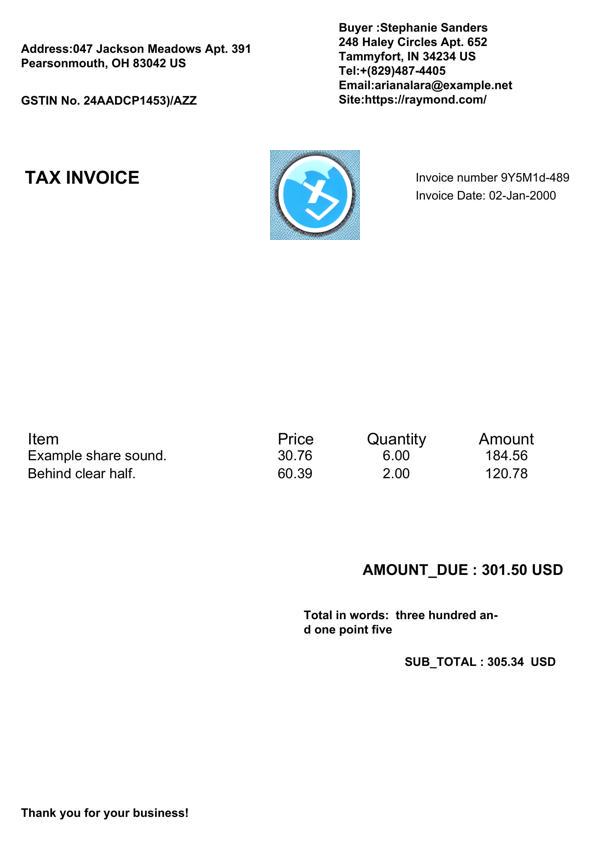 Address:047 Jackson Meadows Apt. 391
Pearsonmouth, OH 83042 US
GSTIN No. 24AADCP1453)/AZZ
Buyer :Stephanie Sanders
248 Haley Circles Apt. 652
Tammyfort, IN 34234 US
Tel:+(829)487-4405
Email:arianalara@example.net
Site:https://raymond.com/
TAX INVOICE
Invoice number 9Y5M1d-489
Invoice Date: 02-Jan-2000
Item Price Quantity Amount
Example share sound. 30.76 6.00 184.56
Behind clear half. 60.39 2.00 120.78
AMOUNT_DUE : 301.50 USD
Total in words:  three hundred an-
d one point five
SUB_TOTAL : 305.34  USD
Thank you for your business!